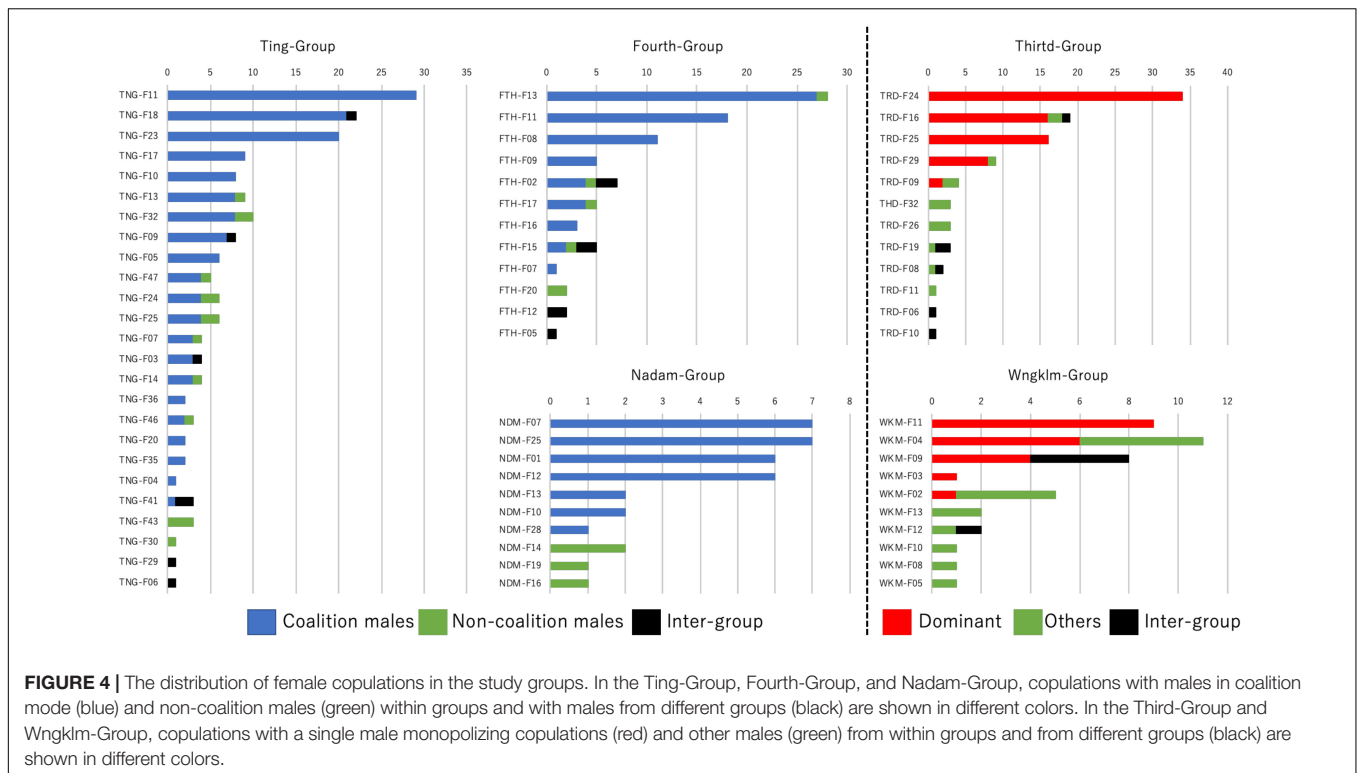 Ting-Group
0 5 10 15 20 25 30 35
TNG-F11
TNG-F18
TNG-F23
TNG-F17
TNG-F10
TNG-F13
TNG-F32
TNG-F09
TNG-F05
TNG-F47
TNG-F24
TNG-F25
TNG-F07
TNG-F03
TNG-F14
TNG-F36
TNG-F46
TNG-F20
TNG-F35
TNG-F04
TNG-F41
TNG-F43
TNG-F30
TNG-F29
TNG-F06
Fourth-Group
0 5 10 15 20 25 30
FTH-F13
FTH-F11
FTH-F08
FTH-F09
FTH-F02
FTH-F17
FTH-F16
FTH-F15
FTH-F07
FTH-F20
FTH-F12
FTH-F05
Nadam-Group
0 1 2 3 4 5 6 7 8
NDM-F07
NDM-F25
NDM-F01
NDM-F12
NDM-F13
NDM-F10
NDM-F28
NDM-F14
NDM-F19
NDM-F16
Coalition males Non-coalition males Inter-group
Thirtd-Group
0 5 10 15 20 25 30 35 40
TRD-F24
TRD-F16
TRD-F25
TRD-F29
TRD-F09
THD-F32
TRD-F26
TRD-F19
TRD-F08
TRD-F11
TRD-F06
TRD-F10
Wngklm-Group
0 2 4 6 8 10 12
WKM-F11
WKM-F04
WKM-F09
WKM-F03
WKM-F02
WKM-F13
WKM-F12
WKM-F10
WKM-F08
WKM-F05
Dominant Others Inter-group
FIGURE 4 | The distribution of female copulations in the study groups. In the Ting-Group, Fourth-Group, and Nadam-Group, copulations with males in coalition
mode (blue) and non-coalition males (green) within groups and with males from different groups (black) are shown in different colors. In the Third-Group and
Wngklm-Group, copulations with a single male monopolizing copulations (red) and other males (green) from within groups and from different groups (black) are
shown in different colors.